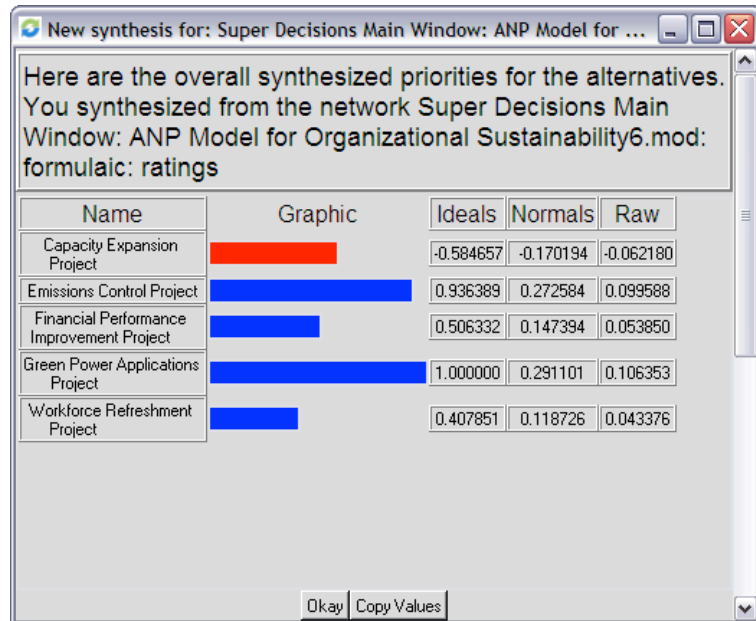 New synthesis for: Super Decisions Main Window: ANP Model for ...
Here are the overall synthesized priorities for the alternatives.
You synthesized from the network Super Decisions Main
Window: ANP Model for Organizational Sustainability6.mod:
formulaic: ratings
Name Graphic Ideals Normals Raw
Capacity Expansion
Project
-0.584657 -0.170194 -0.062180
Emissions Control Project 0.936389 0.272584 0.099588
Financial Performance
Improvement Project
0.506332 0.147394 0.053850
Green Power Applications
Project
1.000000 0.291101 0.106353
Workforce Refreshment
Project
0.407851 0.118726 0.043376
Okay Copy Values